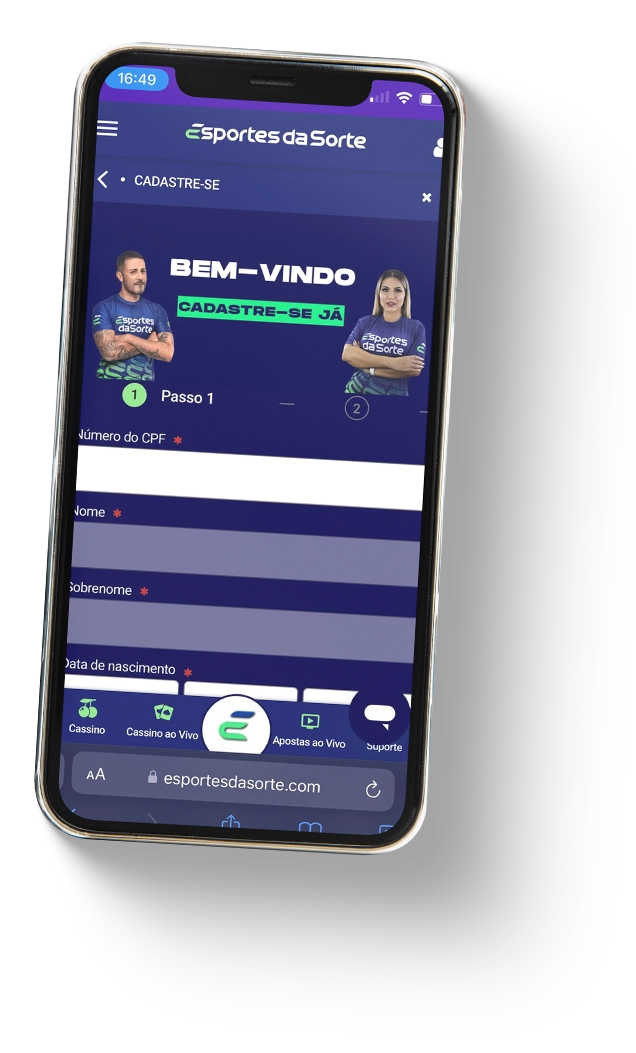 16:49
Esportes da Sorte
CADASTRE-SE
BEM-VINDO
CADASTRE-SE JÁ
Esportes
daSorte
Esportes
da Sorte
1 Passo 1
2
Número do CPF *
Nome *
Sobrenome *
Data de nascimento *
Cassino
Cassino ao Vivo
Apostas ao Vivo
Suporte
AA esportesdasorte.com